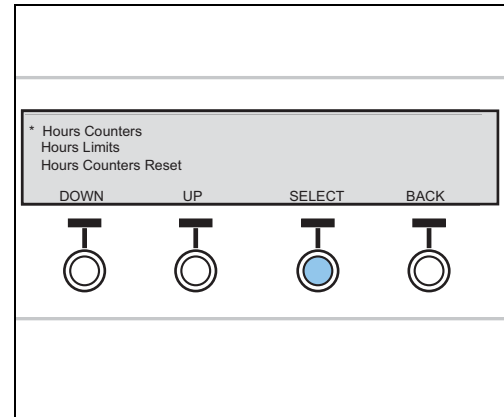 * Hours Counters
Hours Limits
Hours Counters Reset
DOWN UP SELECT BACK